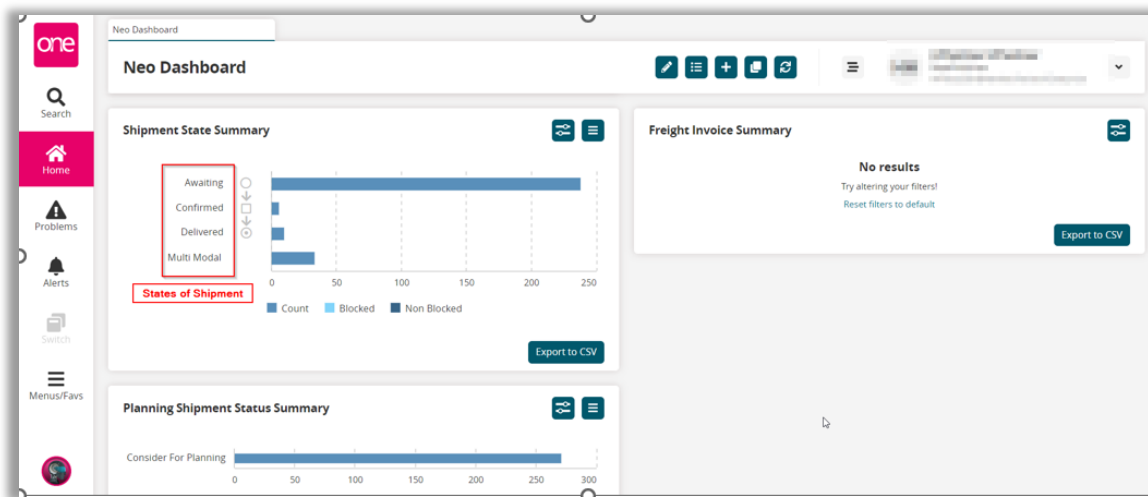 one
Search
Home
Problems
Alerts
Switch
Menus/Favs
Neo Dashboard
Neo Dashboard
Shipment State Summary
Awaiting
Confirmed
Delivered
Multi Modal
States of Shipment
0 50 100 150 200 250
Count Blocked Non Blocked
Export to CSV
Freight Invoice Summary
No results
Try altering your filters!
Reset filters to default
Export to CSV
Planning Shipment Status Summary
Consider For Planning
0 50 100 150 200 250 300